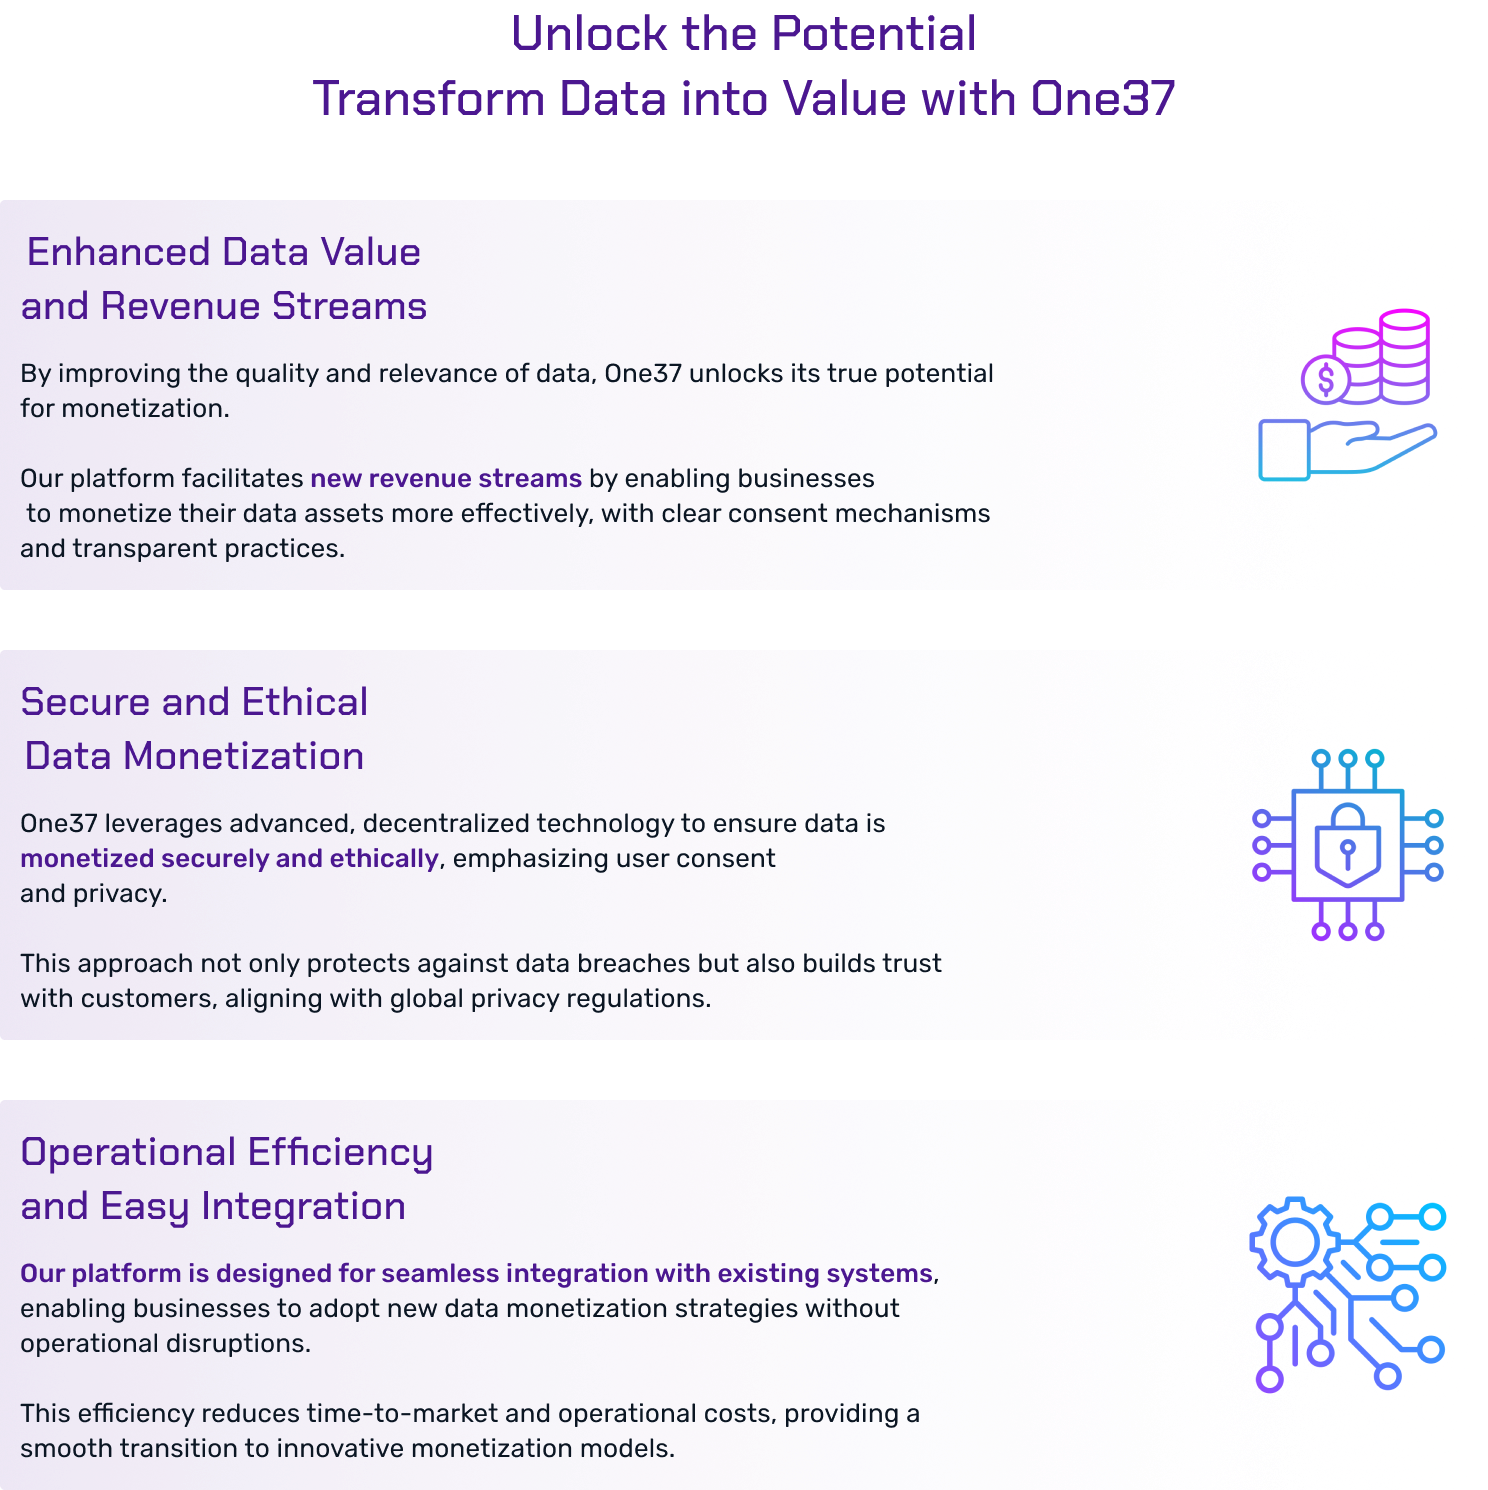 Unlock the Potential
Transform Data into Value with One37
Enhanced Data Value
and Revenue Streams
By improving the quality and relevance of data, One37 unlocks its true potential
for monetization.
Our platform facilitates new revenue streams by enabling businesses
to monetize their data assets more effectively, with clear consent mechanisms
and transparent practices.
$
Secure and Ethical
Data Monetization
One37 leverages advanced, decentralized technology to ensure data is
monetized securely and ethically, emphasizing user consent
and privacy.
This approach not only protects against data breaches but also builds trust
with customers, aligning with global privacy regulations.
Operational Efficiency
and Easy Integration
Our platform is designed for seamless integration with existing systems,
enabling businesses to adopt new data monetization strategies without
operational disruptions.
This efficiency reduces time-to-market and operational costs, providing a
smooth transition to innovative monetization models.